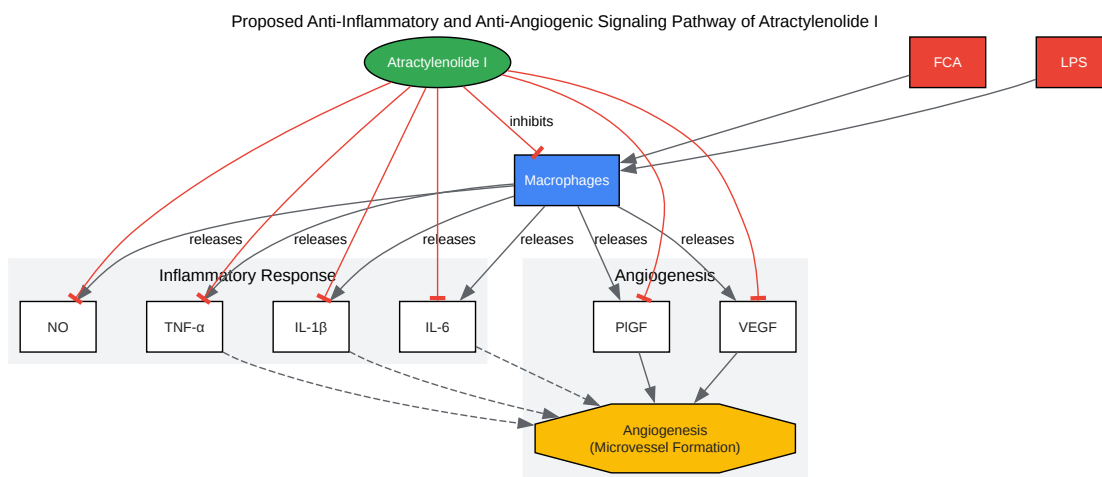 Proposed Anti-Inflammatory and Anti-Angiogenic Signaling Pathway of Atractylenolide I
Atractylenolide I
FCA
LPS
inhibits
Macrophages
releases
releases
releases
releases
releases
releases
Inflammatory Response
Angiogenesis
NO
TNF-α
IL-1β
IL-6
PlGF
VEGF
Angiogenesis
(Microvessel Formation)